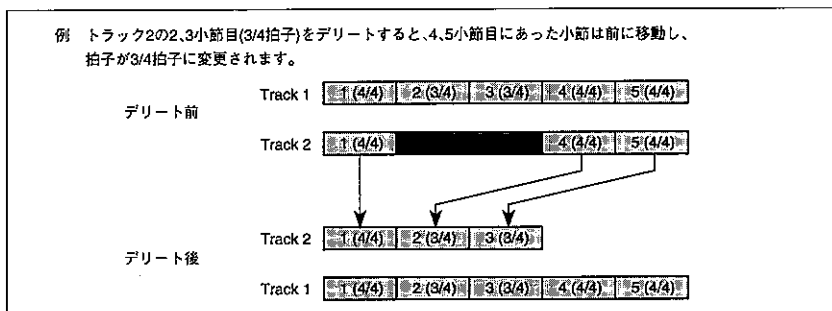 例 トラック2の2、3小節目(3/4拍子)をデリートすると、4、5小節目にあった小節は前に移動し、
拍子が3/4拍子に変更されます。
デリート前
Track 1 1 (4/4) 2 (3/4) 3 (3/4) 4 (4/4) 5 (4/4)
Track 2 1 (4/4) 4 (4/4) 5 (4/4)
デリート後
Track 2 1 (4/4) 2 (3/4) 3 (3/4)
Track 1 1 (4/4) 2 (3/4) 3 (3/4) 4 (4/4) 5 (4/4)